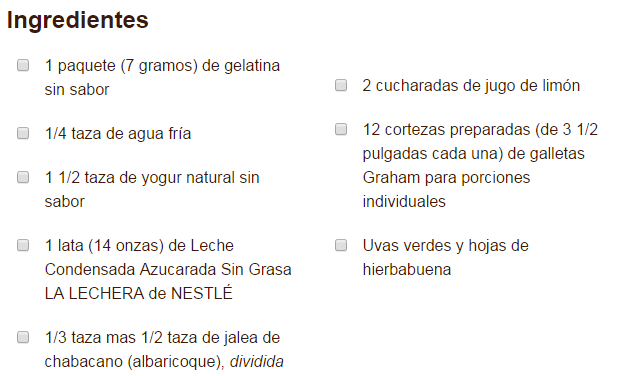 Ingredientes
1 paquete (7 gramos) de gelatina
sin sabor
1/4 taza de agua fría
1 1/2 taza de yogur natural sin
sabor
1 lata (14 onzas) de Leche
Condensada Azucarada Sin Grasa
LA LECHERA de NESTLÉ
1/3 taza mas 1/2 taza de jalea de
chabacano (albaricoque), dividida
2 cucharadas de jugo de limón
12 cortezas preparadas (de 3 1/2
pulgadas cada una) de galletas
Graham para porciones
individuales
Uvas verdes y hojas de
hierbabuena